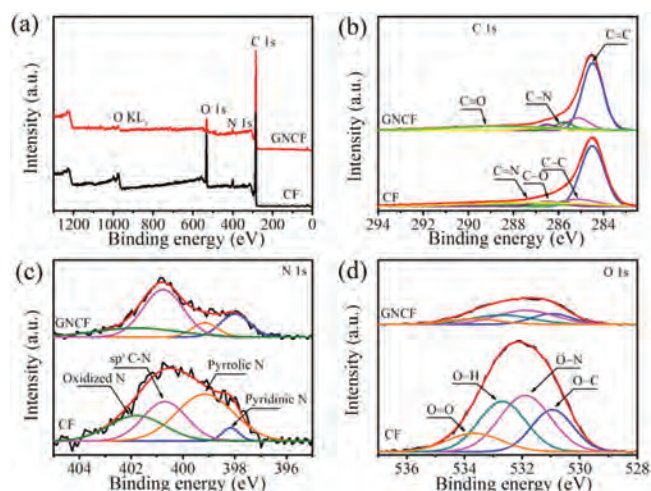 (a)
C 1s
O 1s
O KL₁
N 1s
GNCF
CF
Intensity (a.u.)
1200 1000 800 600 400 200 0
Binding energy (eV)
(b)
C 1s
C=C
C=O
C−N
GNCF
C−C
C=N
C−O
CF
Intensity (a.u.)
294 292 290 288 286 284
Binding energy (eV)
(c)
N 1s
GNCF
sp³ C-N
Oxidized N
Pyrrolic N
Pyridinic N
CF
Intensity (a.u.)
404 402 400 398 396
Binding energy (eV)
(d)
O 1s
GNCF
O−H
O−N
O=O
O−C
CF
Intensity (a.u.)
536 534 532 530 528
Binding energy (eV)